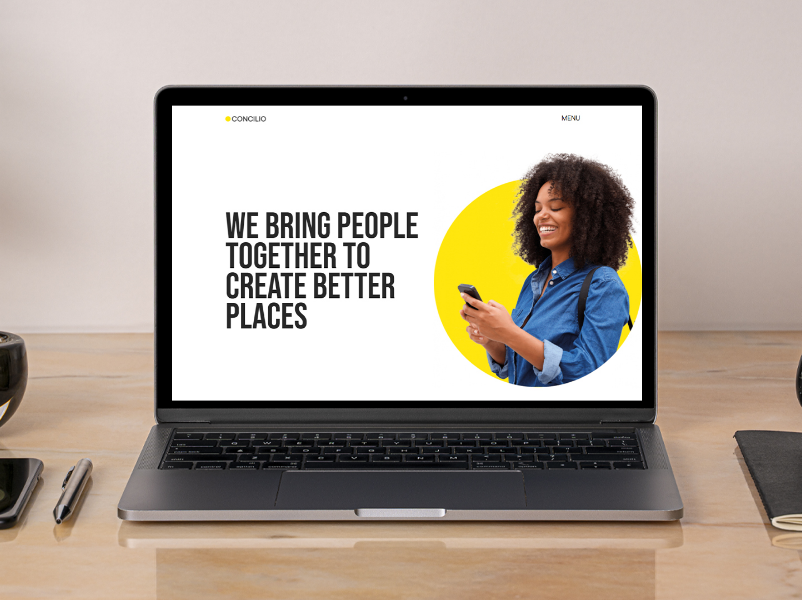 CONCILIO
MENU
WE BRING PEOPLE
TOGETHER TO
CREATE BETTER
PLACES